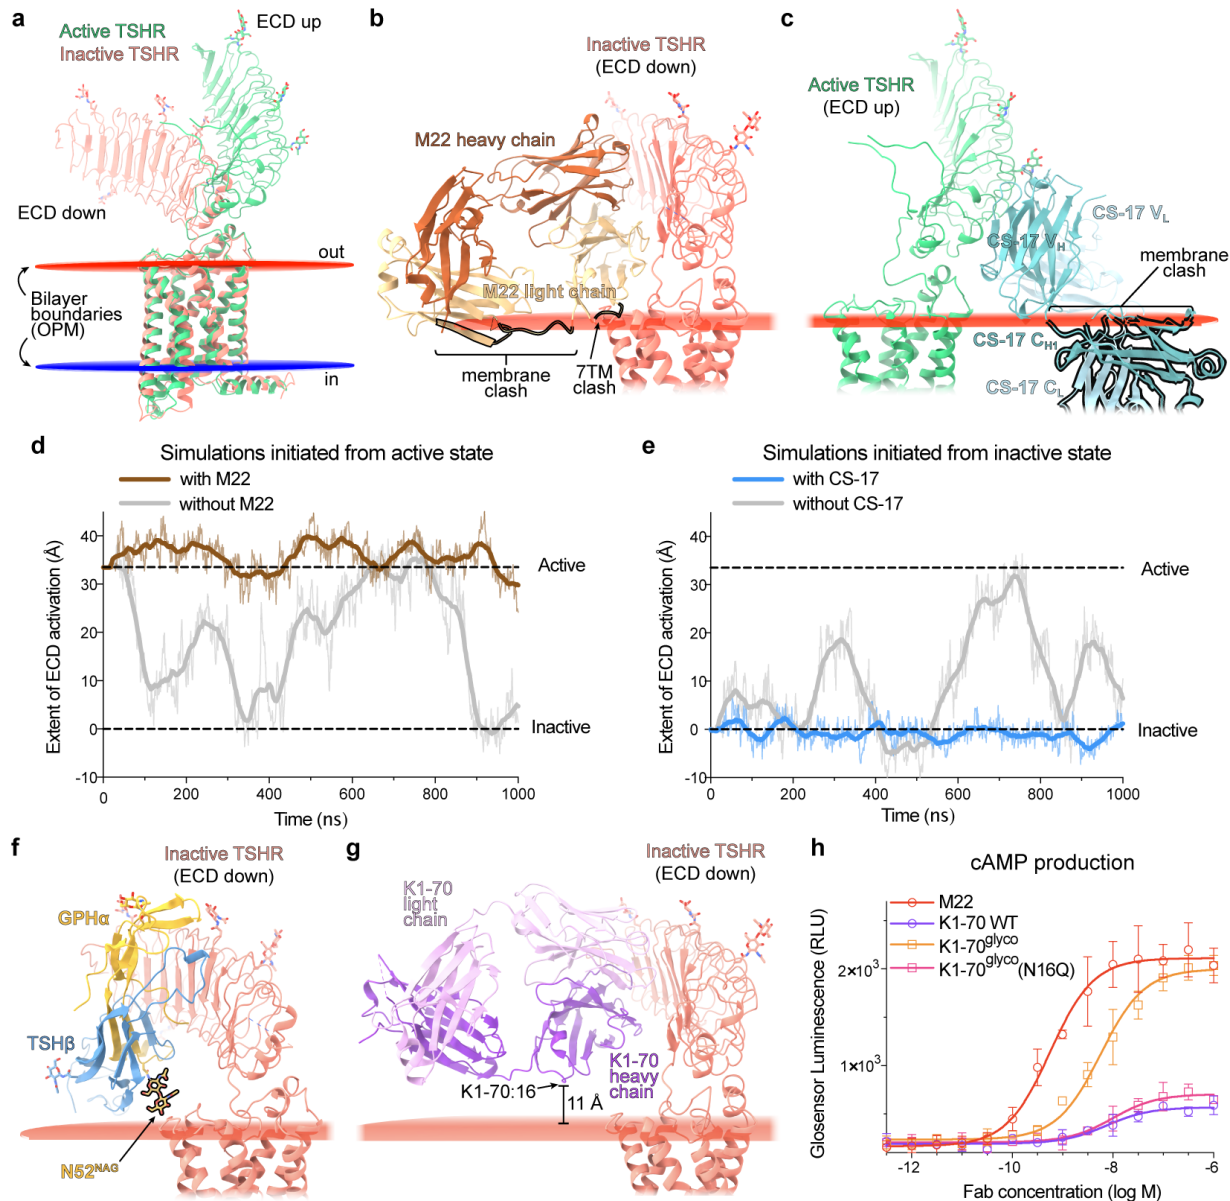 a
Active TSHR
Inactive TSHR
ECD up
ECD down
out
Bilayer
boundaries
(OPM)
in
b
Inactive TSHR
(ECD down)
M22 heavy chain
M22 light chain
membrane
clash
7TM
clash
c
Active TSHR
(ECD up)
CS-17 VL
CS-17 VH
membrane
clash
CS-17 CH1
CS-17 CL
d
Simulations initiated from active state
with M22
without M22
Extent of ECD activation (Å)
40
30
20
10
0
-10
Active
Inactive
0 200 400 600 800 1000
Time (ns)
e
Simulations initiated from inactive state
with CS-17
without CS-17
Extent of ECD activation (Å)
40
30
20
10
0
-10
Active
Inactive
0 200 400 600 800 1000
Time (ns)
f
Inactive TSHR
(ECD down)
GPHα
TSHβ
N52NAG
g
Inactive TSHR
(ECD down)
K1-70
light
chain
K1-70:16
11 Å
K1-70
heavy
chain
h
cAMP production
M22
K1-70 WT
K1-70glyco
K1-70glyco(N16Q)
Glosensor Luminescence (RLU)
2×10³
1×10³
-12 -10 -8 -6
Fab concentration (log M)